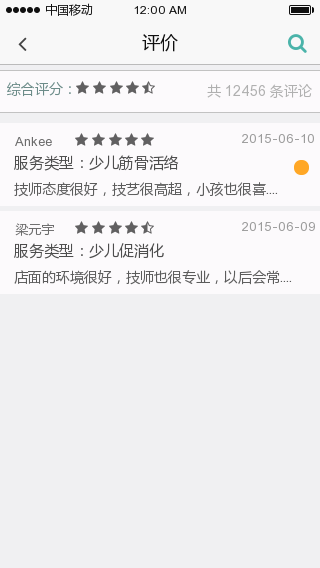 中国移动 12:00 AM
评价
综合评分： 共 12456 条评论
Ankee 2015-06-10
服务类型：少儿筋骨活络
技师态度很好，技艺很高超，小孩也很喜....
梁元宇 2015-06-09
服务类型：少儿促消化
店面的环境很好，技师也很专业，以后会常....